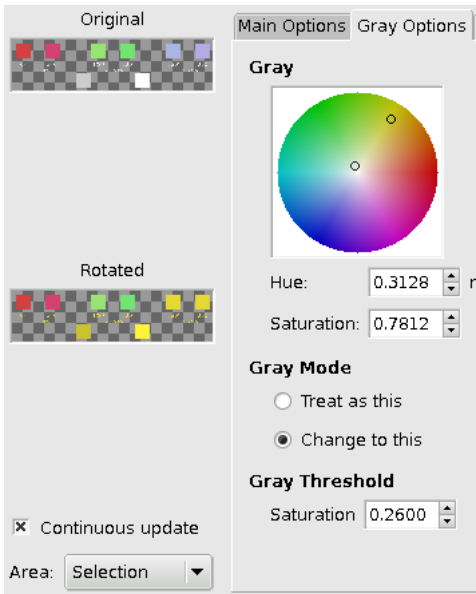 Original
Main Options
Gray Options
Gray
Rotated
Hue: 0.3128
Saturation: 0.7812
Gray Mode
Treat as this
Change to this
Gray Threshold
Saturation 0.2600
Continuous update
Area: Selection